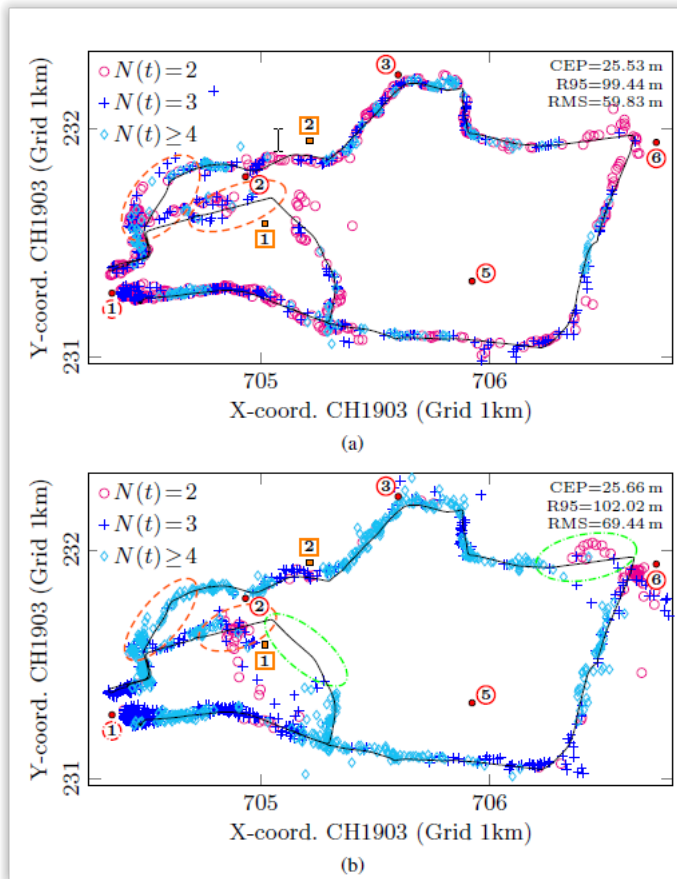 N(t)=2
N(t)=3
N(t)≥4
CEP=25.53 m
R95=99.44 m
RMS=59.83 m
3
2
2
6
1
5
1
232
231
Y-coord. CH1903 (Grid 1km)
705 706
X-coord. CH1903 (Grid 1km)
(a)
N(t)=2
N(t)=3
N(t)≥4
CEP=25.66 m
R95=102.02 m
RMS=69.44 m
3
2
2
6
1
5
1
232
231
Y-coord. CH1903 (Grid 1km)
705 706
X-coord. CH1903 (Grid 1km)
(b)